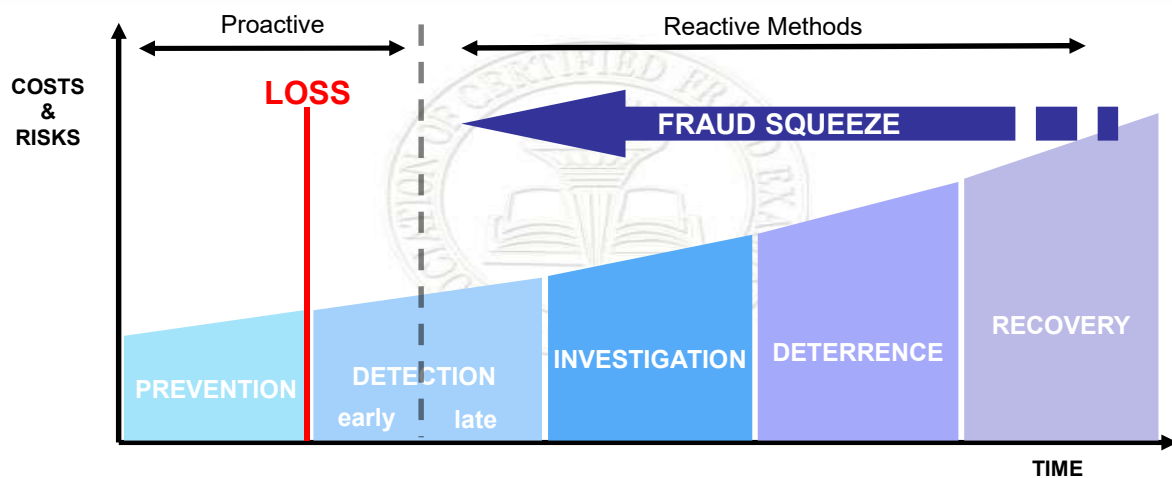 Proactive
Reactive Methods
COSTS
&
RISKS
LOSS
FRAUD SQUEEZE
PREVENTION
DETECTION
early
late
INVESTIGATION
DETERRENCE
RECOVERY
TIME